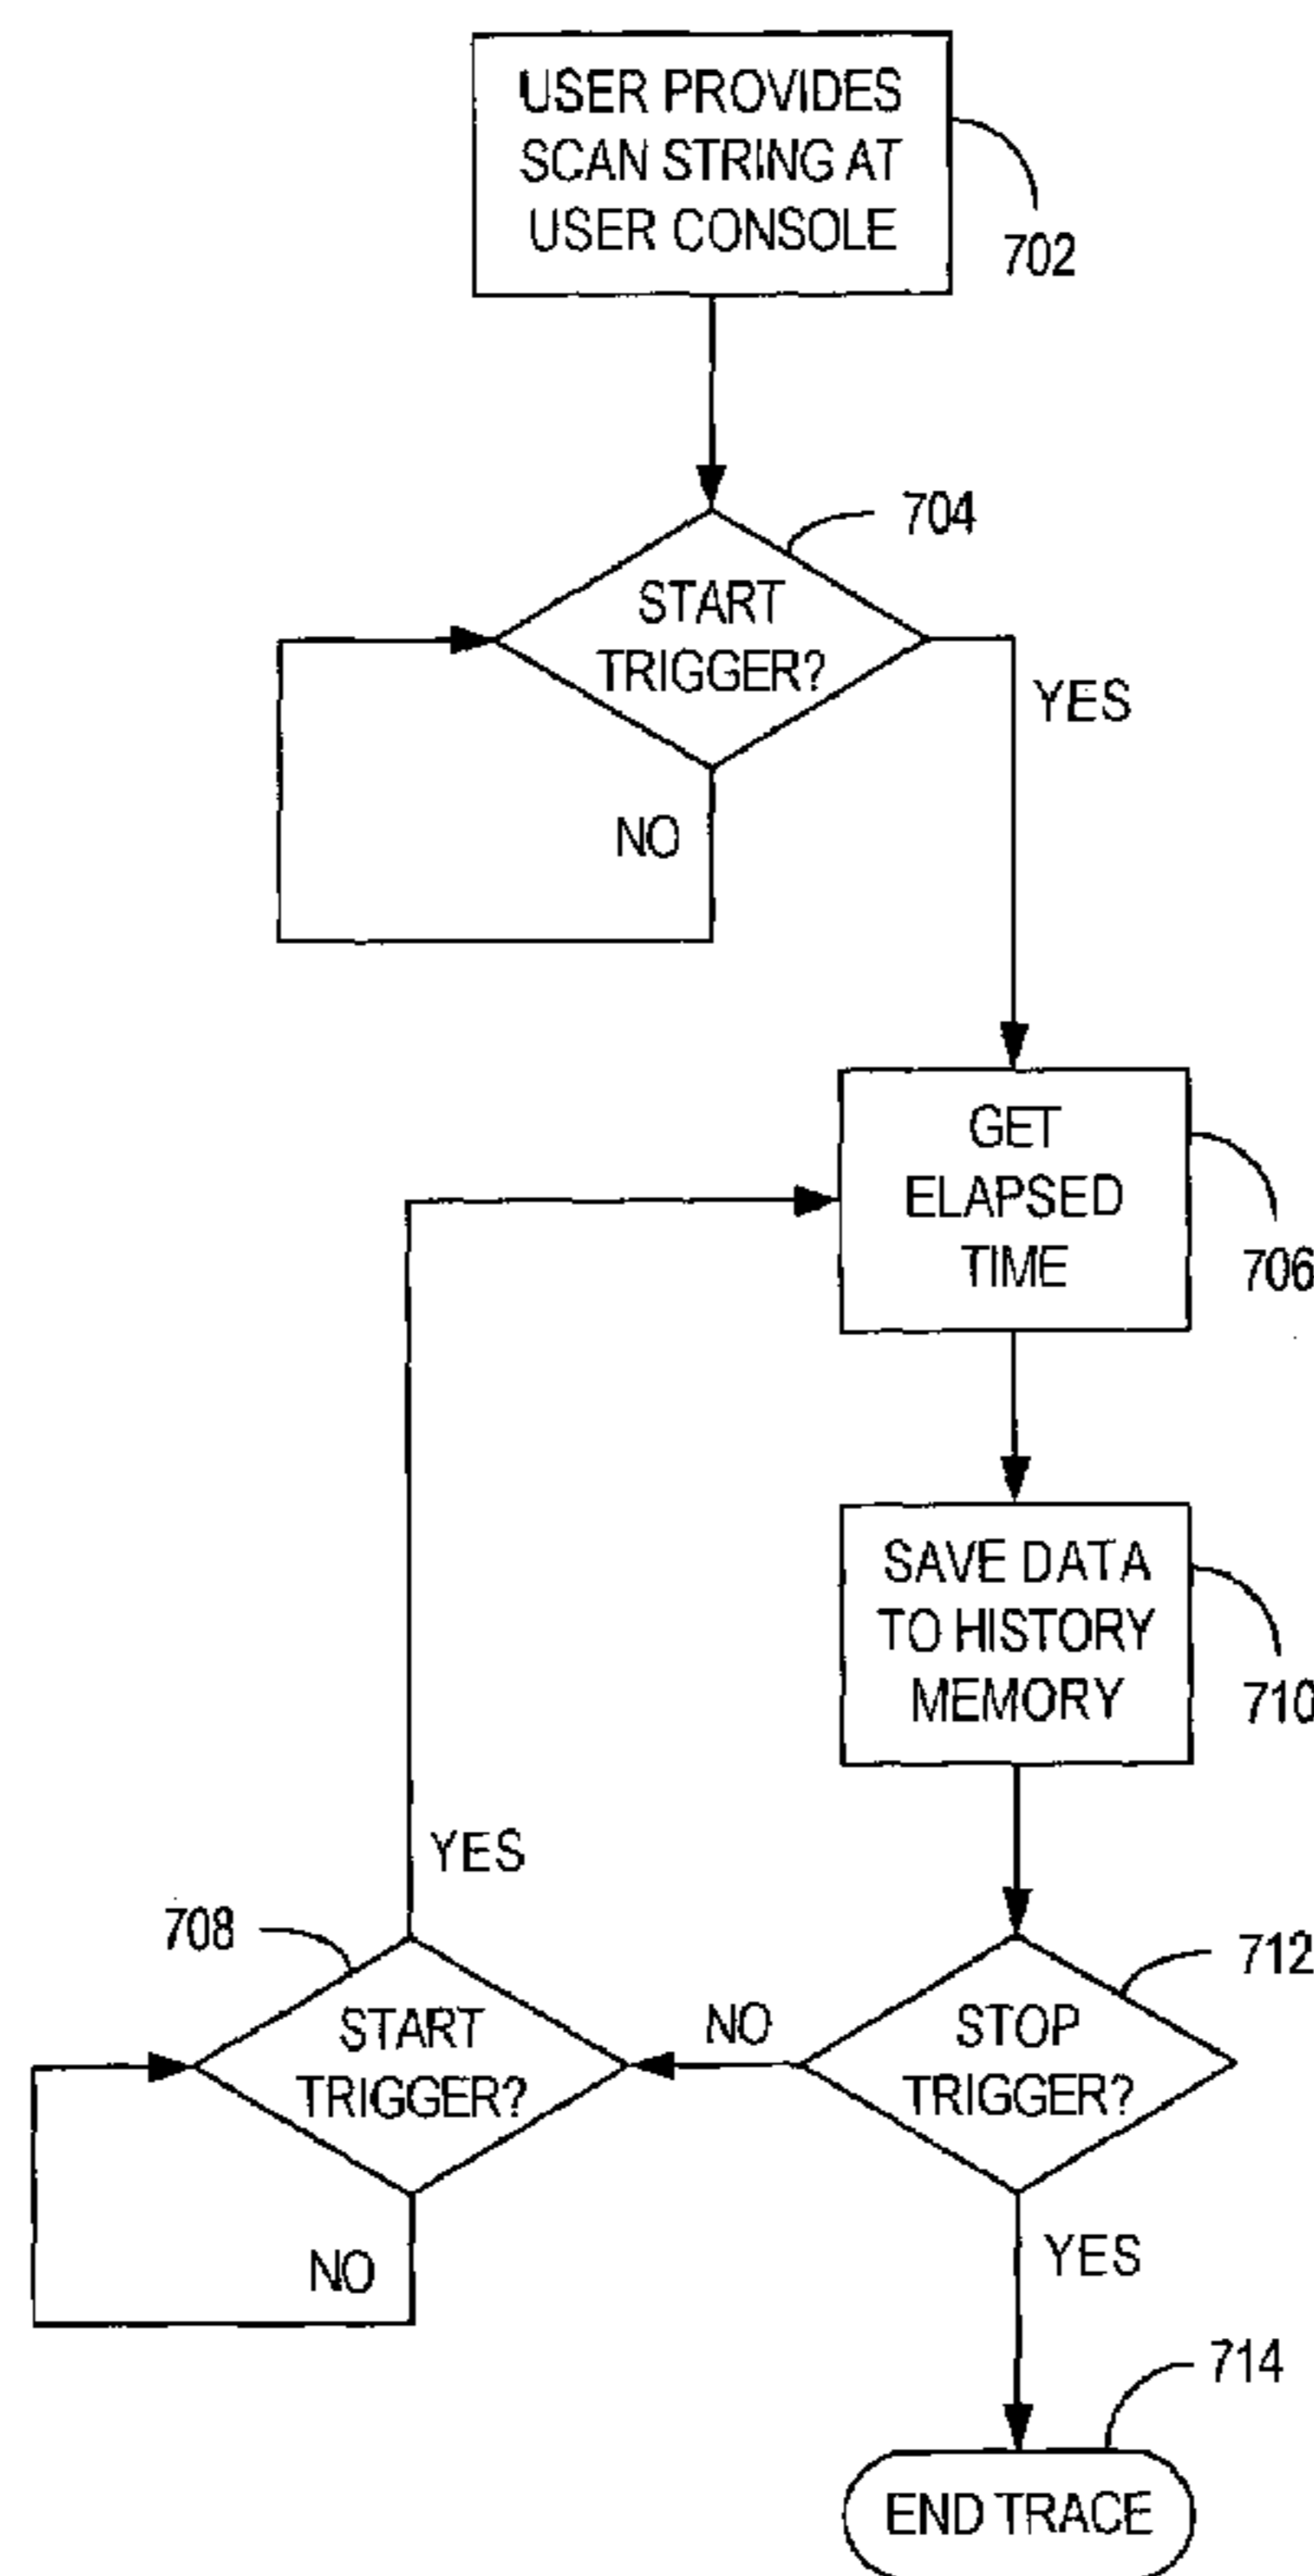 USER PROVIDES
SCAN STRING AT
USER CONSOLE
702
704
START
TRIGGER?
YES
NO
GET
ELAPSED
TIME
706
SAVE DATA
TO HISTORY
MEMORY
710
YES
708
712
START
TRIGGER?
NO
STOP
TRIGGER?
NO
YES
714
END TRACE